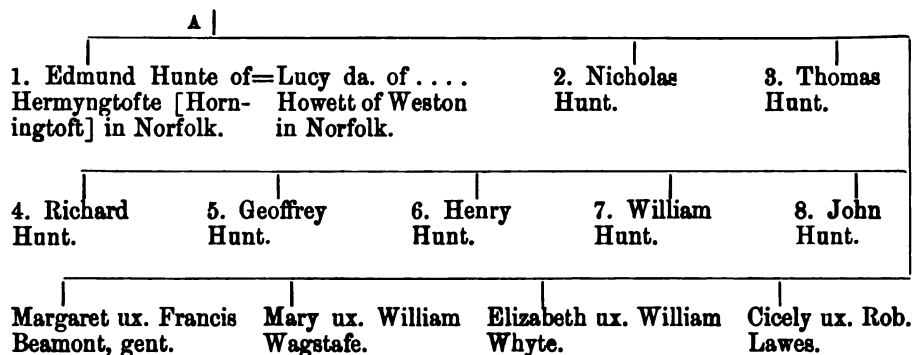 A
1. Edmund Hunte of=Lucy da. of .... 2. Nicholas 3. Thomas
Hermyngtofte [Horn- Howett of Weston Hunt. Hunt.
ingtoft] in Norfolk. in Norfolk.
4. Richard 5. Geoffrey 6. Henry 7. William 8. John
Hunt. Hunt. Hunt. Hunt. Hunt.
Margaret ux. Francis Mary ux. William Elizabeth ux. William Cicely ux. Rob.
Beamont, gent. Wagstafe. Whyte. Lawes.